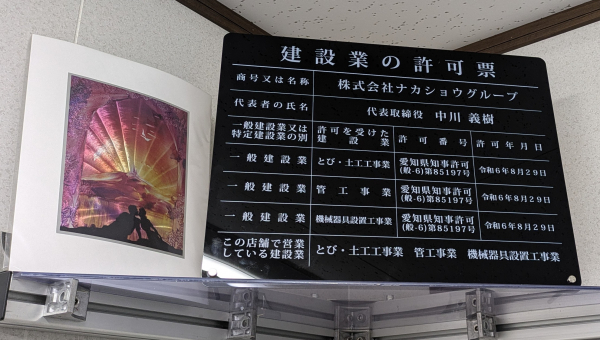 建設業の許可票
商号又は名称 株式会社ナカショウグループ
代表者の氏名 代表取締役 中川 義樹
一般建設業又は
特定建設業の別
許可を受けた
建設業
許可番号
許可年月日
一般建設業 とび・土工工事業 愛知県知事許可
(般-6)第85197号
令和6年8月29日
一般建設業 管工事業 愛知県知事許可
(般-6)第85197号
令和6年8月29日
一般建設業 機械器具設置工事業 愛知県知事許可
(般-6)第85197号
令和6年8月29日
この店舗で営業
している建設業
とび・土工工事業 管工事業 機械器具設置工事業